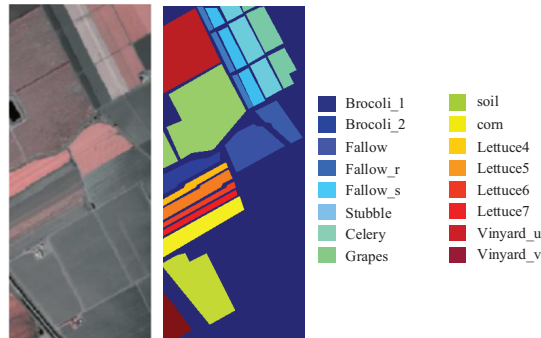 Brocoli_1
Brocoli_2
Fallow
Fallow_r
Fallow_s
Stubble
Celery
Grapes
soil
corn
Lettuce4
Lettuce5
Lettuce6
Lettuce7
Vinyard_u
Vinyard_v